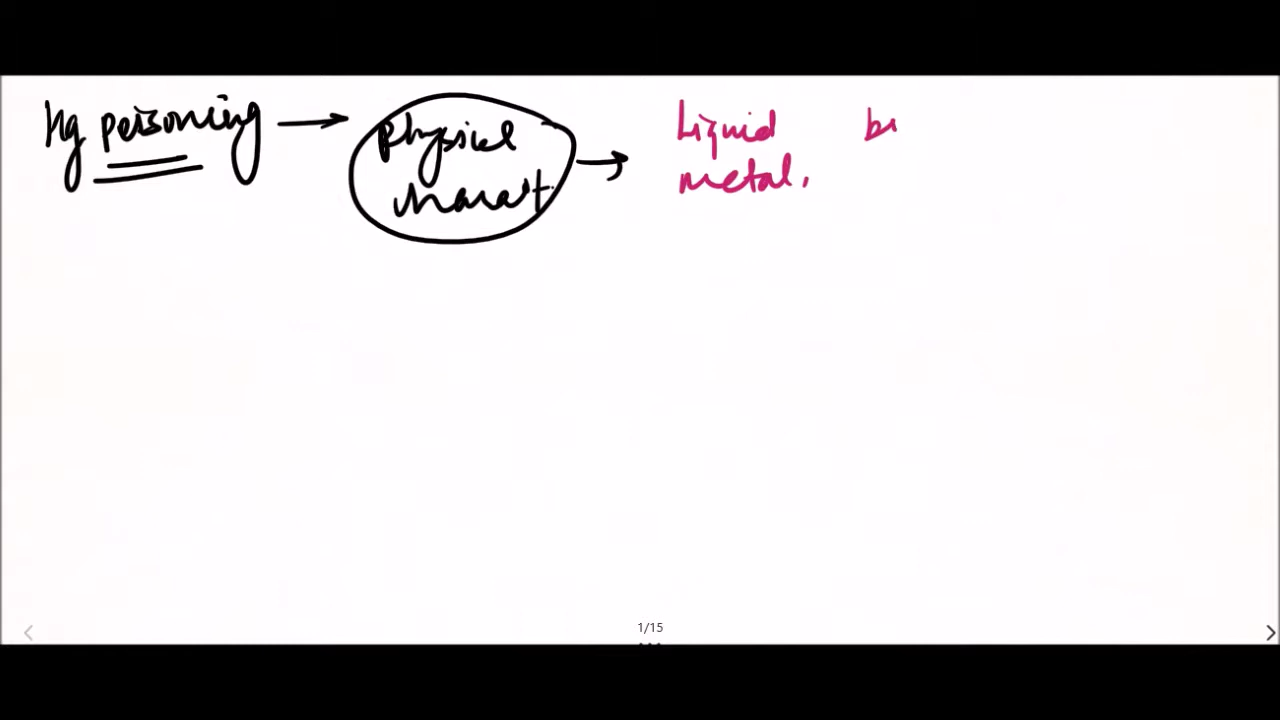 Hg poisoning → physical → Liquid
charact. metal.
1/15